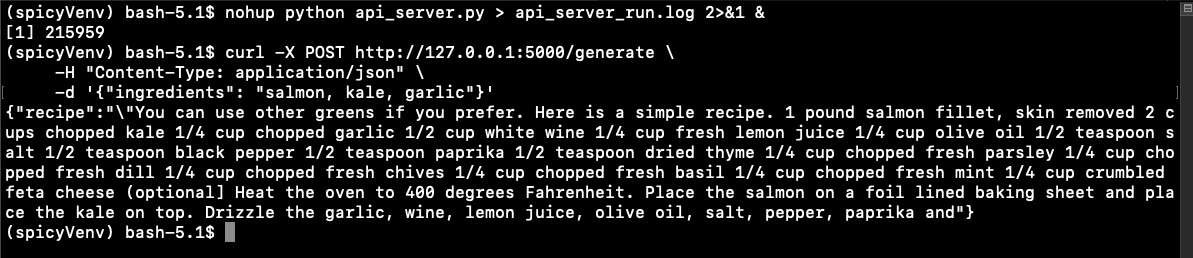 (spicyVenv) bash-5.1$ nohup python api_server.py > api_server_run.log 2>&1 &
[1] 215959
(spicyVenv) bash-5.1$ curl -X POST http://127.0.0.1:5000/generate \
     -H "Content-Type: application/json" \
     -d '{"ingredients": "salmon, kale, garlic"}'
{"recipe":"\"You can use other greens if you prefer. Here is a simple recipe. 1 pound salmon fillet, skin removed 2 c
ups chopped kale 1/4 cup chopped garlic 1/2 cup white wine 1/4 cup fresh lemon juice 1/4 cup olive oil 1/2 teaspoon s
alt 1/2 teaspoon black pepper 1/2 teaspoon paprika 1/2 teaspoon dried thyme 1/4 cup chopped fresh parsley 1/4 cup cho
pped fresh dill 1/4 cup chopped fresh chives 1/4 cup chopped fresh basil 1/4 cup chopped fresh mint 1/4 cup crumbled
feta cheese (optional] Heat the oven to 400 degrees Fahrenheit. Place the salmon on a foil lined baking sheet and pla
ce the kale on top. Drizzle the garlic, wine, lemon juice, olive oil, salt, pepper, paprika and"}
(spicyVenv) bash-5.1$